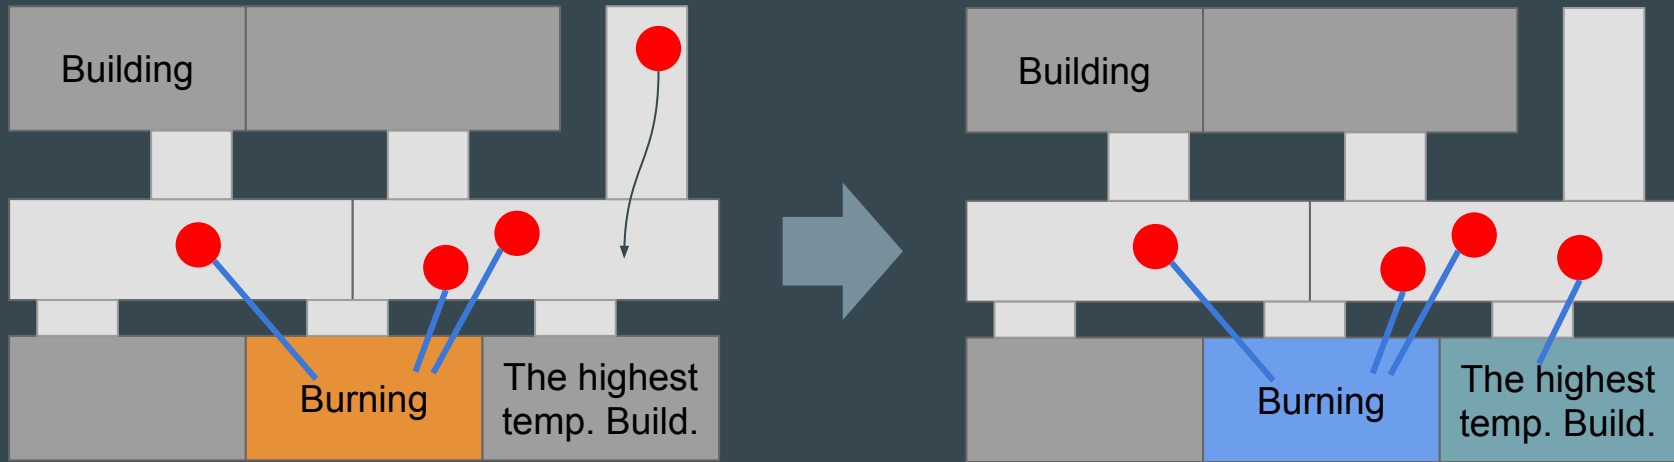 Building
Burning
The highest
temp. Build.
Building
Burning
The highest
temp. Build.